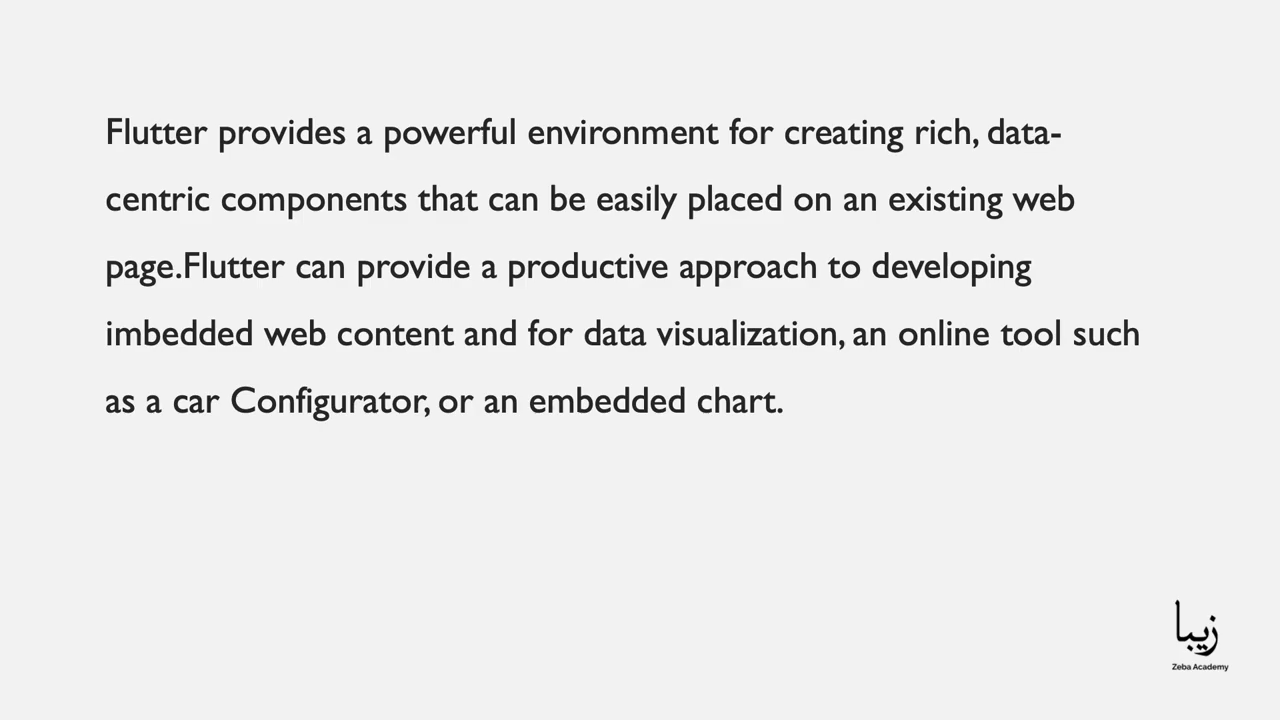 Flutter provides a powerful environment for creating rich, data-
centric components that can be easily placed on an existing web
page.Flutter can provide a productive approach to developing
imbedded web content and for data visualization, an online tool such
as a car Configurator, or an embedded chart.
زیبا
Zeba Academy